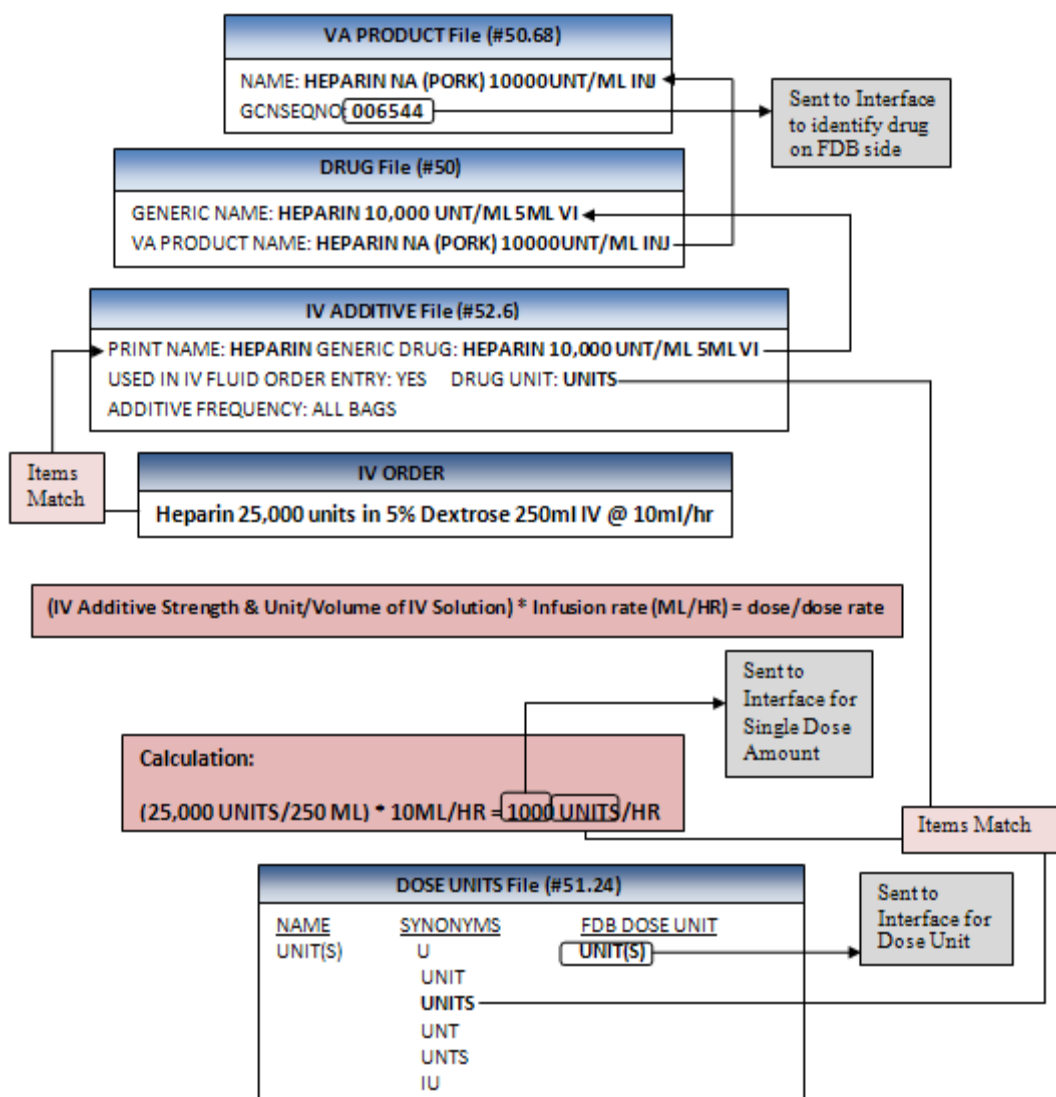 VA PRODUCT File (#50.68)
NAME: HEPARIN NA (PORK) 10000UNT/ML INJ
GCNSEQNO: 006544
Sent to Interface
to identify drug
on FDB side
DRUG File (#50)
GENERIC NAME: HEPARIN 10,000 UNT/ML 5ML VI
VA PRODUCT NAME: HEPARIN NA (PORK) 10000UNT/ML INJ
IV ADDITIVE File (#52.6)
PRINT NAME: HEPARIN GENERIC DRUG: HEPARIN 10,000 UNT/ML 5ML VI
USED IN IV FLUID ORDER ENTRY: YES DRUG UNIT: UNITS
ADDITIVE FREQUENCY: ALL BAGS
Items
Match
IV ORDER
Heparin 25,000 units in 5% Dextrose 250ml IV @ 10ml/hr
(IV Additive Strength & Unit/Volume of IV Solution) * Infusion rate (ML/HR) = dose/dose rate
Sent to
Interface for
Single Dose
Amount
Calculation:
(25,000 UNITS/250 ML) * 10ML/HR = 1000 UNITS/HR
Items Match
DOSE UNITS File (#51.24)
NAME SYNONYMS FDB DOSE UNIT
UNIT(S) U UNIT(S)
UNIT
UNITS
UNT
UNTS
IU
Sent to
Interface for
Dose Unit